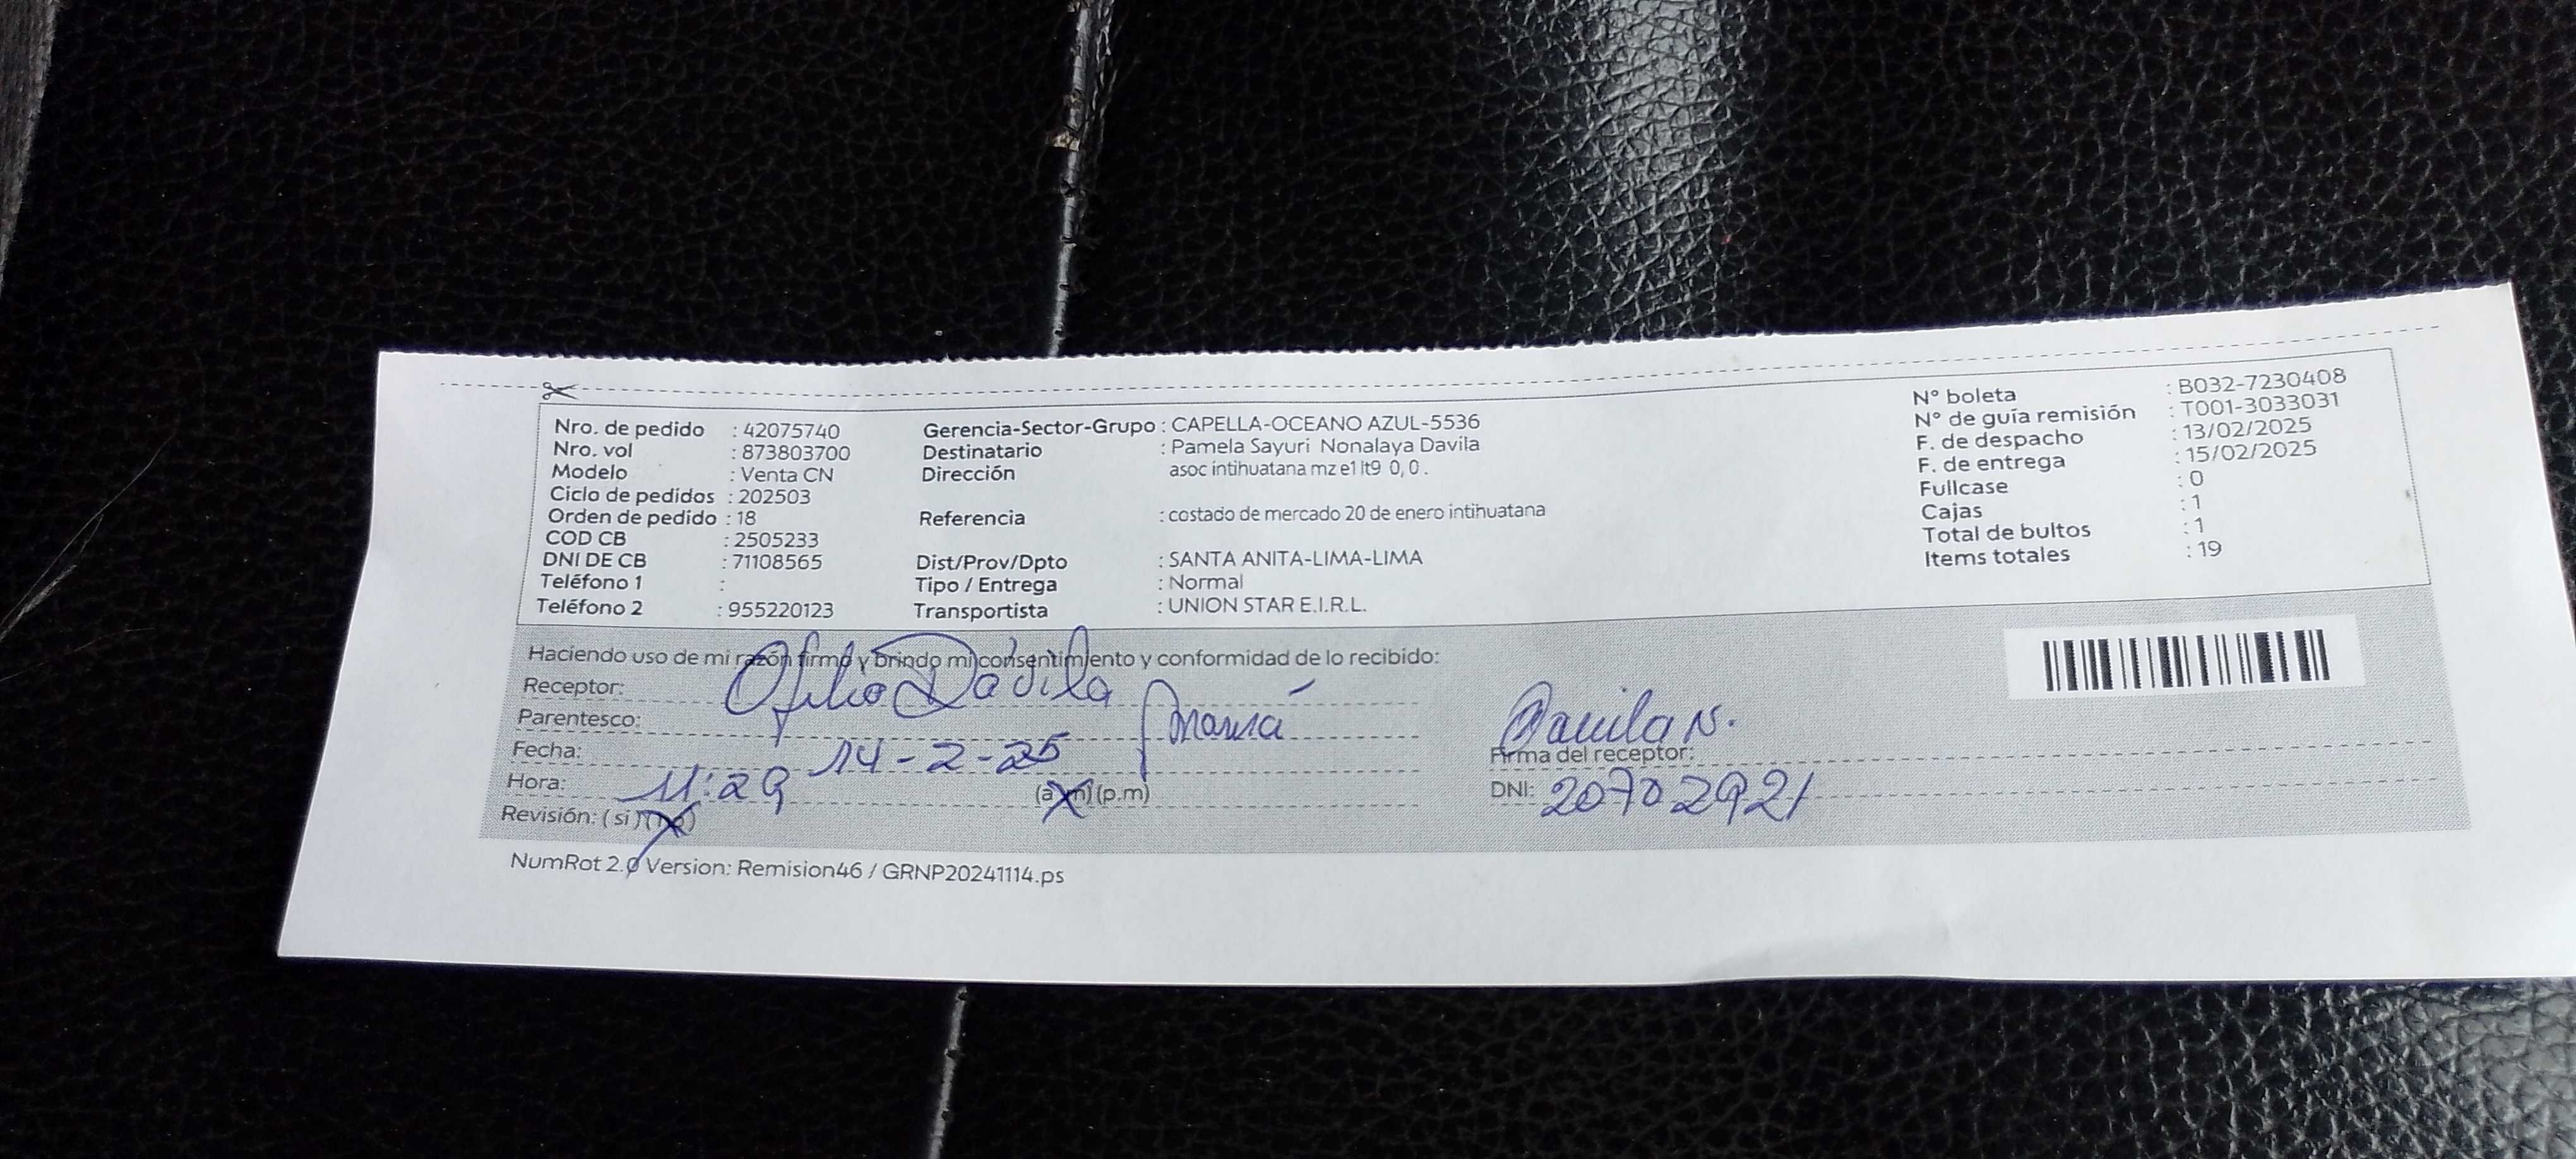 Nro. de pedido : 42075740
Nro. vol : 873803700
Modelo : Venta CN
Ciclo de pedidos : 202503
Orden de pedido : 18
COD CB : 2505233
DNI DE CB : 71108565
Teléfono 1 :
Teléfono 2 : 955220123
Gerencia-Sector-Grupo : CAPELLA-OCEANO AZUL-5536
Destinatario : Pamela Sayuri Nonalaya Davila
Dirección asoc intihuatana mz e1 lt9 0, 0 .
Referencia : costado de mercado 20 de enero intihuatana
Dist/Prov/Dpto : SANTA ANITA-LIMA-LIMA
Tipo / Entrega : Normal
Transportista : UNION STAR E.I.R.L.
N° boleta : B032-7230408
N° de guía remisión : T001-3033031
F. de despacho : 13/02/2025
F. de entrega : 15/02/2025
Fullcase : 0
Cajas : 1
Total de bultos : 1
Items totales : 19
Haciendo uso de mi razón firmo y brindo mi consentimiento y conformidad de lo recibido:
Receptor: Ofelia Davila
Parentesco: mamá
Fecha: 14-2-25
Hora: 11:29 (a.m) (p.m)
Revisión: ( si ) (no)
Davila N.
Firma del receptor:
DNI: 20702921
NumRot 2.0 Version: Remision46 / GRNP20241114.ps